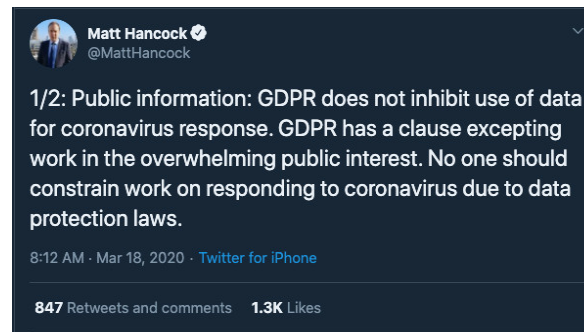 Matt Hancock
@MattHancock
1/2: Public information: GDPR does not inhibit use of data
for coronavirus response. GDPR has a clause excepting
work in the overwhelming public interest. No one should
constrain work on responding to coronavirus due to data
protection laws.
8:12 AM · Mar 18, 2020 · Twitter for iPhone
847 Retweets and comments 1.3K Likes